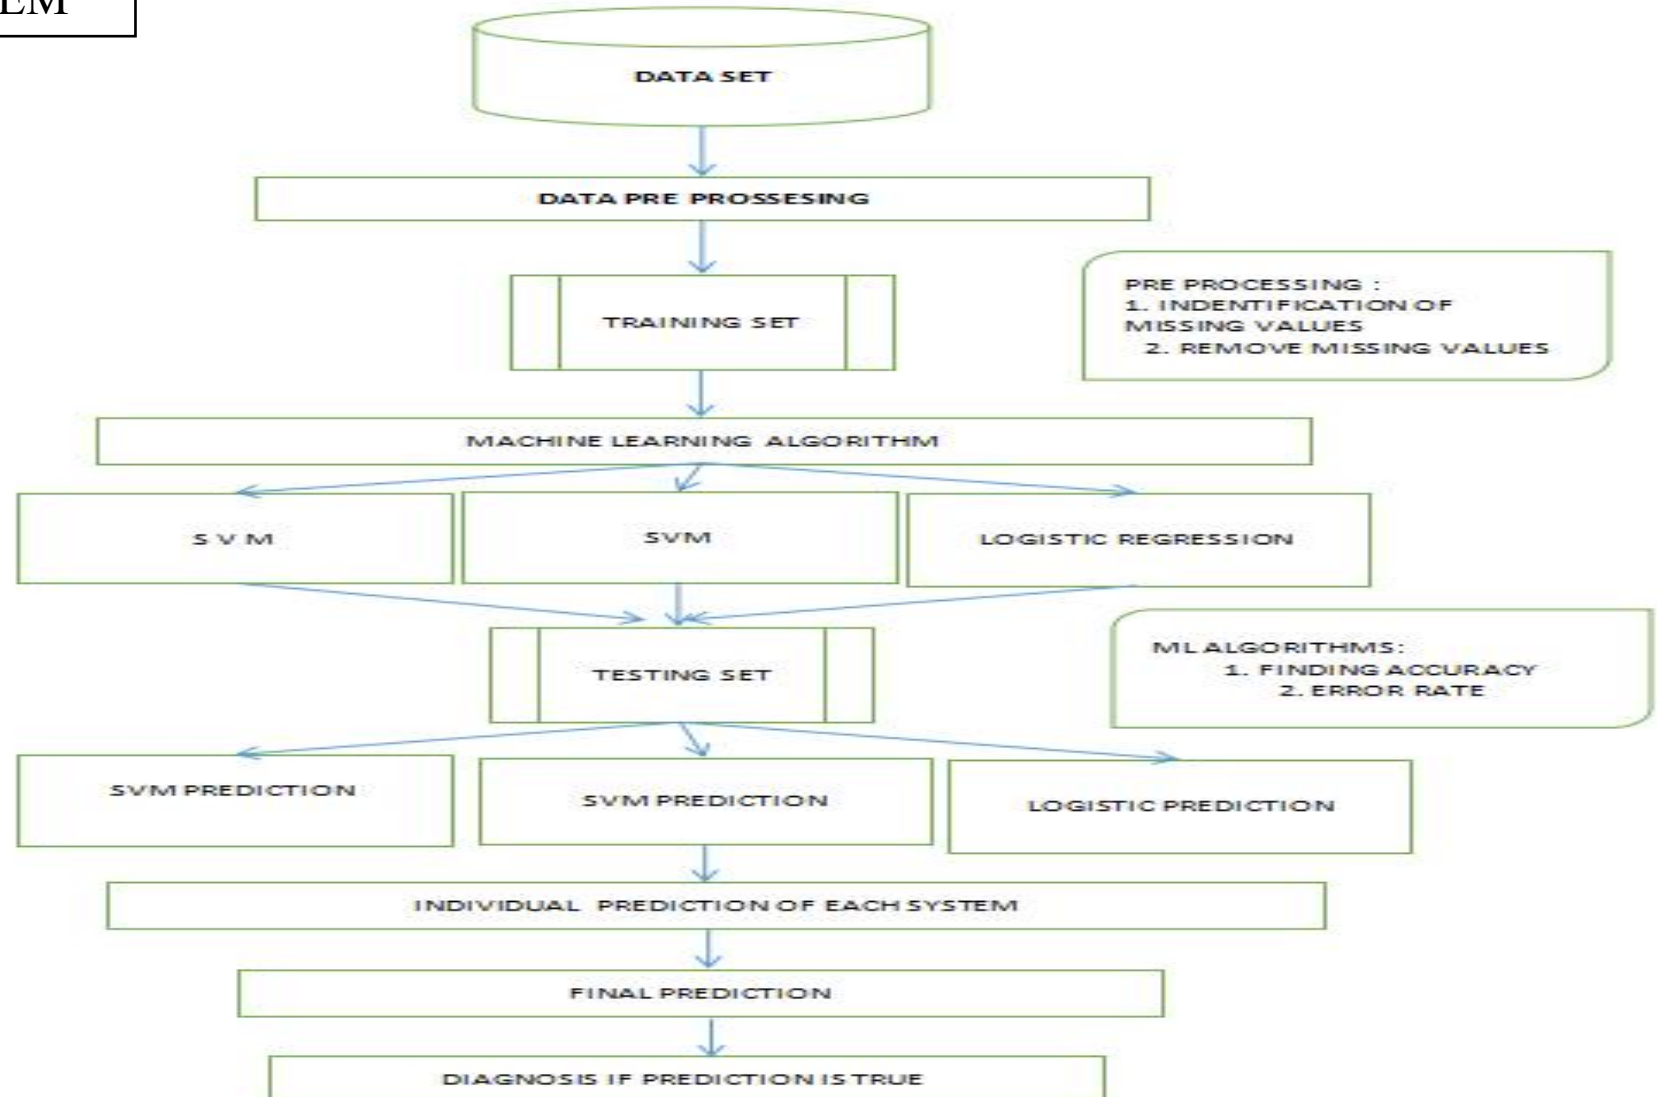 EM
DATA SET
DATA PRE PROSSESING
TRAINING SET
PRE PROCESSING :
1. INDENTIFICATION OF
MISSING VALUES
2. REMOVE MISSING VALUES
MACHINE LEARNING ALGORITHM
S V M
SVM
LOGISTIC REGRESSION
TESTING SET
ML ALGORITHMS:
1. FINDING ACCURACY
2. ERROR RATE
SVM PREDICTION
SVM PREDICTION
LOGISTIC PREDICTION
INDIVIDUAL PREDICTION OF EACH SYSTEM
FINAL PREDICTION
DIAGNOSIS IF PREDICTION IS TRUE